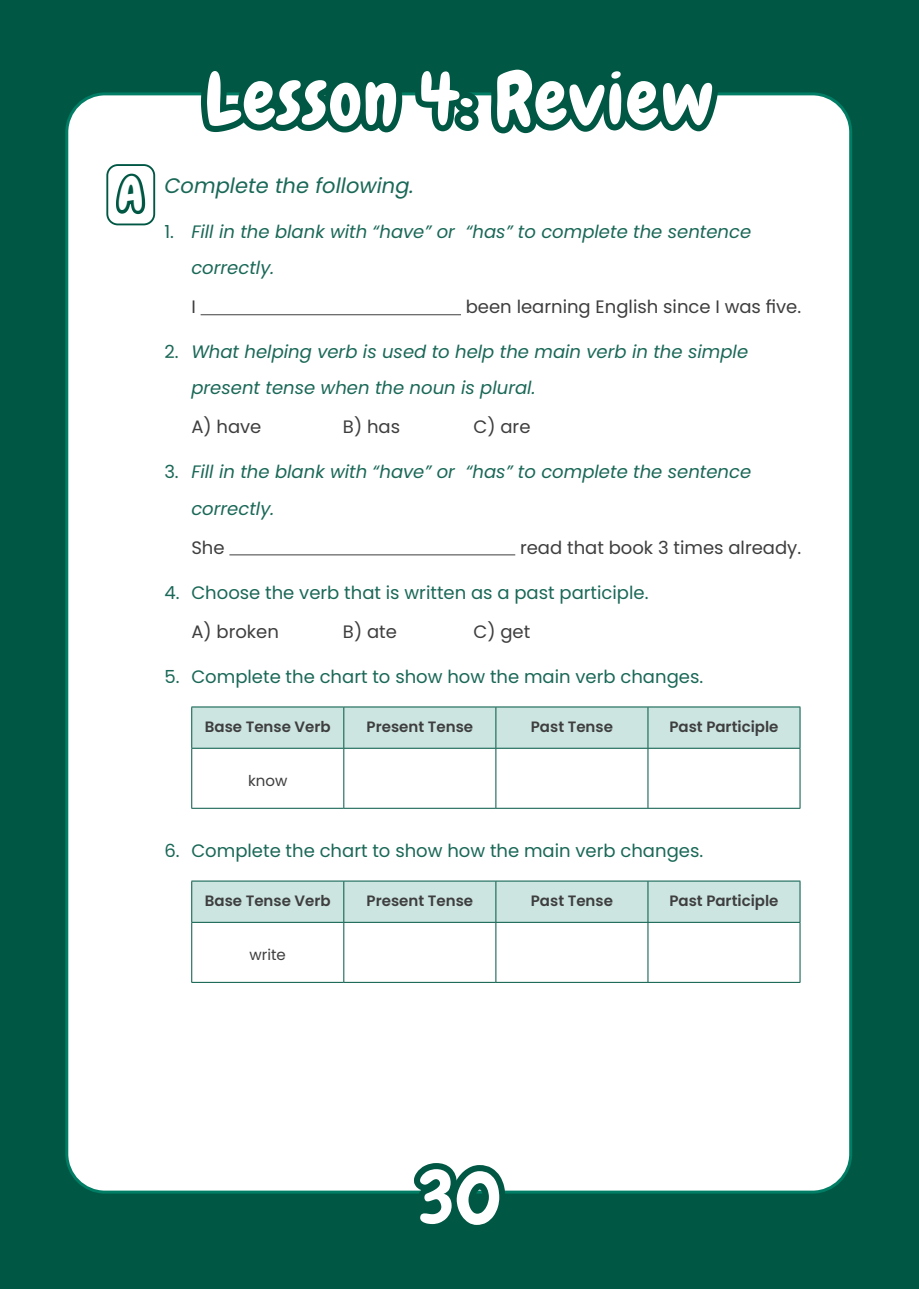 Lesson 4: Review
A Complete the following.
1. Fill in the blank with “have” or “has” to complete the sentence
correctly.
I __________________________ been learning English since I was five.
2. What helping verb is used to help the main verb in the simple
present tense when the noun is plural.
A) have B) has C) are
3. Fill in the blank with “have” or “has” to complete the sentence
correctly.
She ____________________________ read that book 3 times already.
4. Choose the verb that is written as a past participle.
A) broken B) ate C) get
5. Complete the chart to show how the main verb changes.
Base Tense Verb Present Tense Past Tense Past Participle
know
6. Complete the chart to show how the main verb changes.
Base Tense Verb Present Tense Past Tense Past Participle
write
30